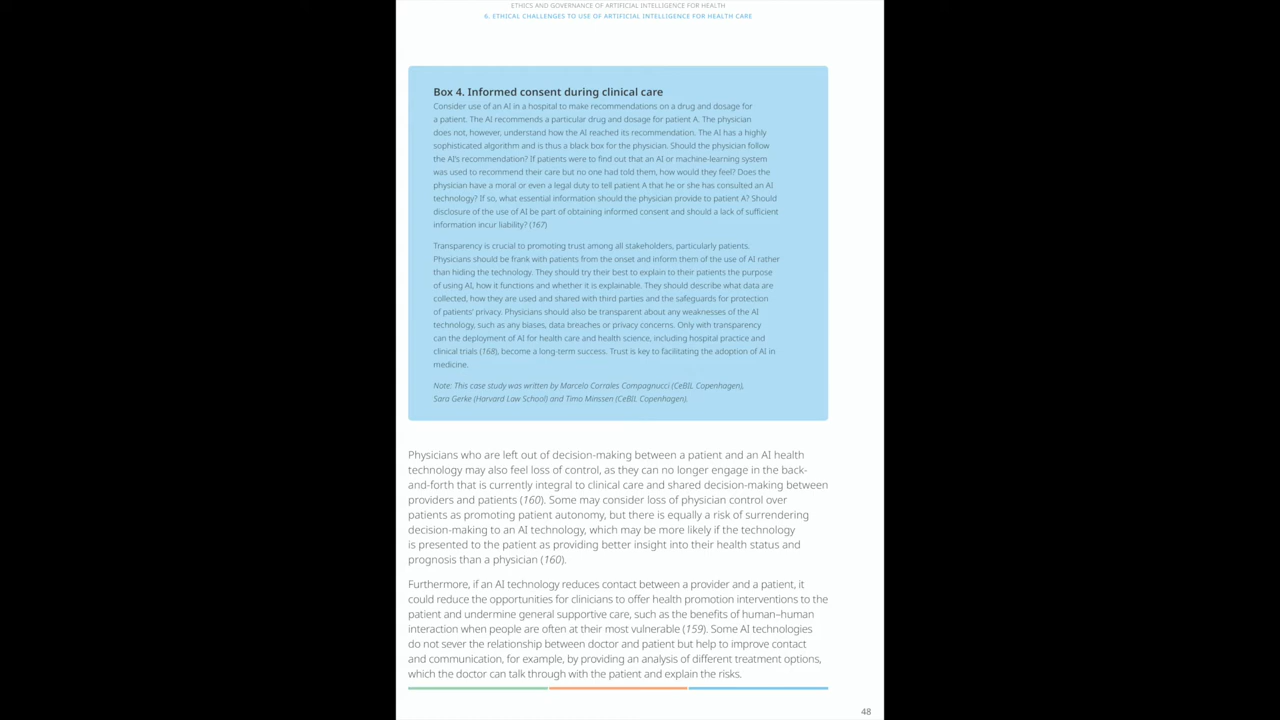 ETHICS AND GOVERNANCE OF ARTIFICIAL INTELLIGENCE FOR HEALTH
6. ETHICAL CHALLENGES TO USE OF ARTIFICIAL INTELLIGENCE FOR HEALTH CARE
Box 4. Informed consent during clinical care
Consider use of an AI in a hospital to make recommendations on a drug and dosage for
a patient. The AI recommends a particular drug and dosage for patient A. The physician
does not, however, understand how the AI reached its recommendation. The AI has a highly
sophisticated algorithm and is thus a black box for the physician. Should the physician follow
the AI's recommendation? If patients were to find out that an AI or machine-learning system
was used to recommend their care but no one had told them, how would they feel? Does the
physician have a moral or even a legal duty to tell patient A that he or she has consulted an AI
technology? If so, what essential information should the physician provide to patient A? Should
disclosure of the use of AI be part of obtaining informed consent and should a lack of sufficient
information incur liability? (167)
Transparency is crucial to promoting trust among all stakeholders, particularly patients.
Physicians should be frank with patients from the onset and inform them of the use of AI rather
than hiding the technology. They should try their best to explain to their patients the purpose
of using AI, how it functions and whether it is explainable. They should describe what data are
collected, how they are used and shared with third parties and the safeguards for protection
of patients' privacy. Physicians should also be transparent about any weaknesses of the AI
technology, such as any biases, data breaches or privacy concerns. Only with transparency
can the deployment of AI for health care and health science, including hospital practice and
clinical trials (168), become a long-term success. Trust is key to facilitating the adoption of AI in
medicine.
Note: This case study was written by Marcelo Corrales Compagnucci (CeBIL Copenhagen),
Sara Gerke (Harvard Law School) and Timo Minssen (CeBIL Copenhagen).
Physicians who are left out of decision-making between a patient and an AI health
technology may also feel loss of control, as they can no longer engage in the back-
and-forth that is currently integral to clinical care and shared decision-making between
providers and patients (160). Some may consider loss of physician control over
patients as promoting patient autonomy, but there is equally a risk of surrendering
decision-making to an AI technology, which may be more likely if the technology
is presented to the patient as providing better insight into their health status and
prognosis than a physician (160).
Furthermore, if an AI technology reduces contact between a provider and a patient, it
could reduce the opportunities for clinicians to offer health promotion interventions to the
patient and undermine general supportive care, such as the benefits of human–human
interaction when people are often at their most vulnerable (159). Some AI technologies
do not sever the relationship between doctor and patient but help to improve contact
and communication, for example, by providing an analysis of different treatment options,
which the doctor can talk through with the patient and explain the risks.
48